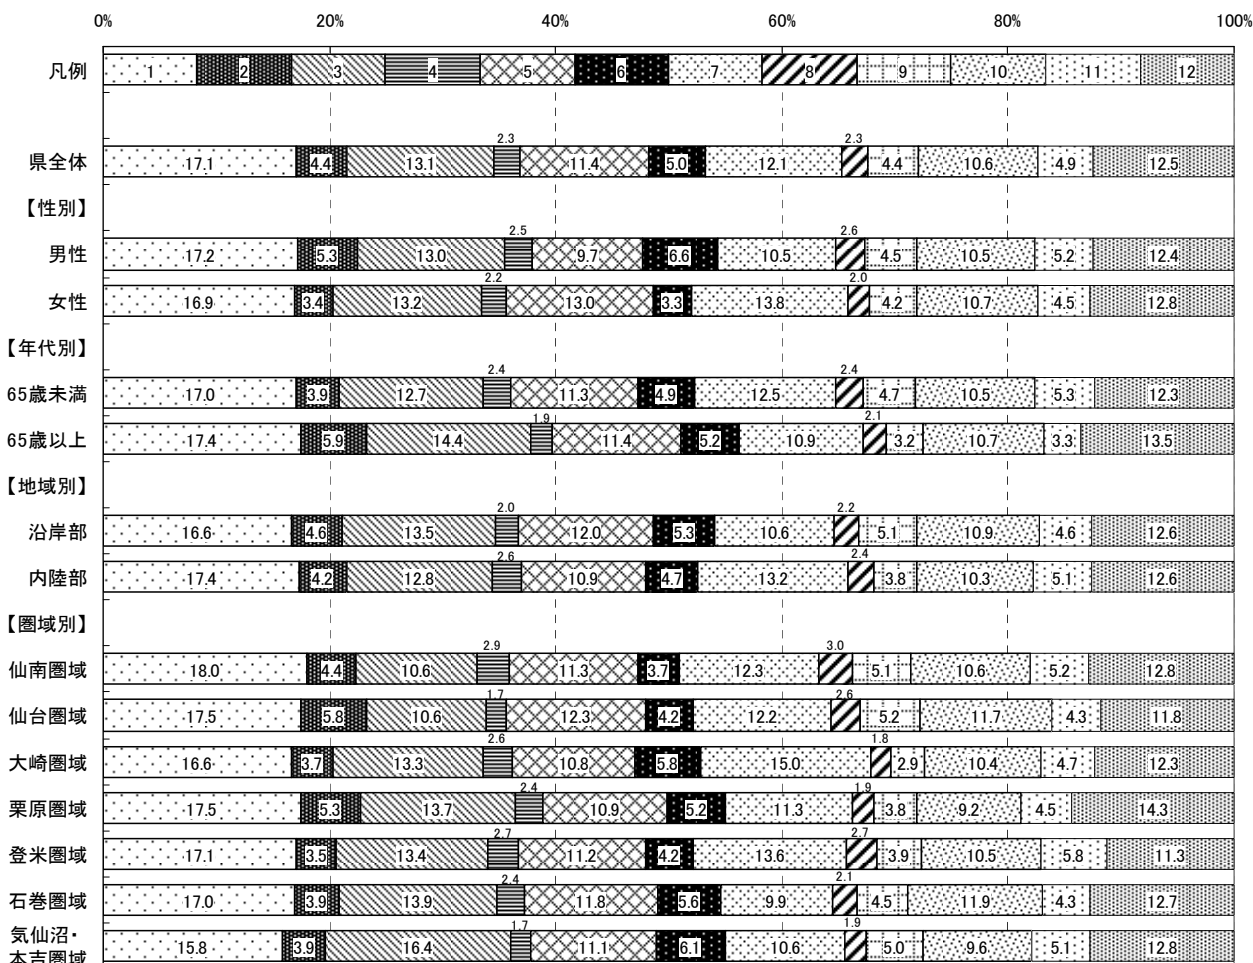 0% 20% 40% 60% 80% 100%
凡例 1 2 3 4 5 6 7 8 9 10 11 12
2.3 2.3
県全体 17.1 4.4 13.1 11.4 5.0 12.1 4.4 10.6 4.9 12.5
【性別】
2.5 2.6
男性 17.2 5.3 13.0 9.7 6.6 10.5 4.5 10.5 5.2 12.4
2.2 2.0
女性 16.9 3.4 13.2 13.0 3.3 13.8 4.2 10.7 4.5 12.8
【年代別】
2.4 2.4
65歳未満 17.0 3.9 12.7 11.3 4.9 12.5 4.7 10.5 5.3 12.3
1.9 2.1
65歳以上 17.4 5.9 14.4 11.4 5.2 10.9 3.2 10.7 3.3 13.5
【地域別】
2.0 2.2
沿岸部 16.6 4.6 13.5 12.0 5.3 10.6 5.1 10.9 4.6 12.6
2.6 2.4
内陸部 17.4 4.2 12.8 10.9 4.7 13.2 3.8 10.3 5.1 12.6
【圏域別】
2.9 3.0
仙南圏域 18.0 4.4 10.6 11.3 3.7 12.3 5.1 10.6 5.2 12.8
1.7 2.6
仙台圏域 17.5 5.8 10.6 12.3 4.2 12.2 5.2 11.7 4.3 11.8
2.6 1.8
大崎圏域 16.6 3.7 13.3 10.8 5.8 15.0 2.9 10.4 4.7 12.3
2.4 1.9
栗原圏域 17.5 5.3 13.7 10.9 5.2 11.3 3.8 9.2 4.5 14.3
2.7 2.7
登米圏域 17.1 3.5 13.4 11.2 4.2 13.6 3.9 10.5 5.8 11.3
2.4 2.1
石巻圏域 17.0 3.9 13.9 11.8 5.6 9.9 4.5 11.9 4.3 12.7
1.7 1.9
気仙沼・
本吉圏域 15.8 3.9 16.4 11.1 6.1 10.6 5.0 9.6 5.1 12.8